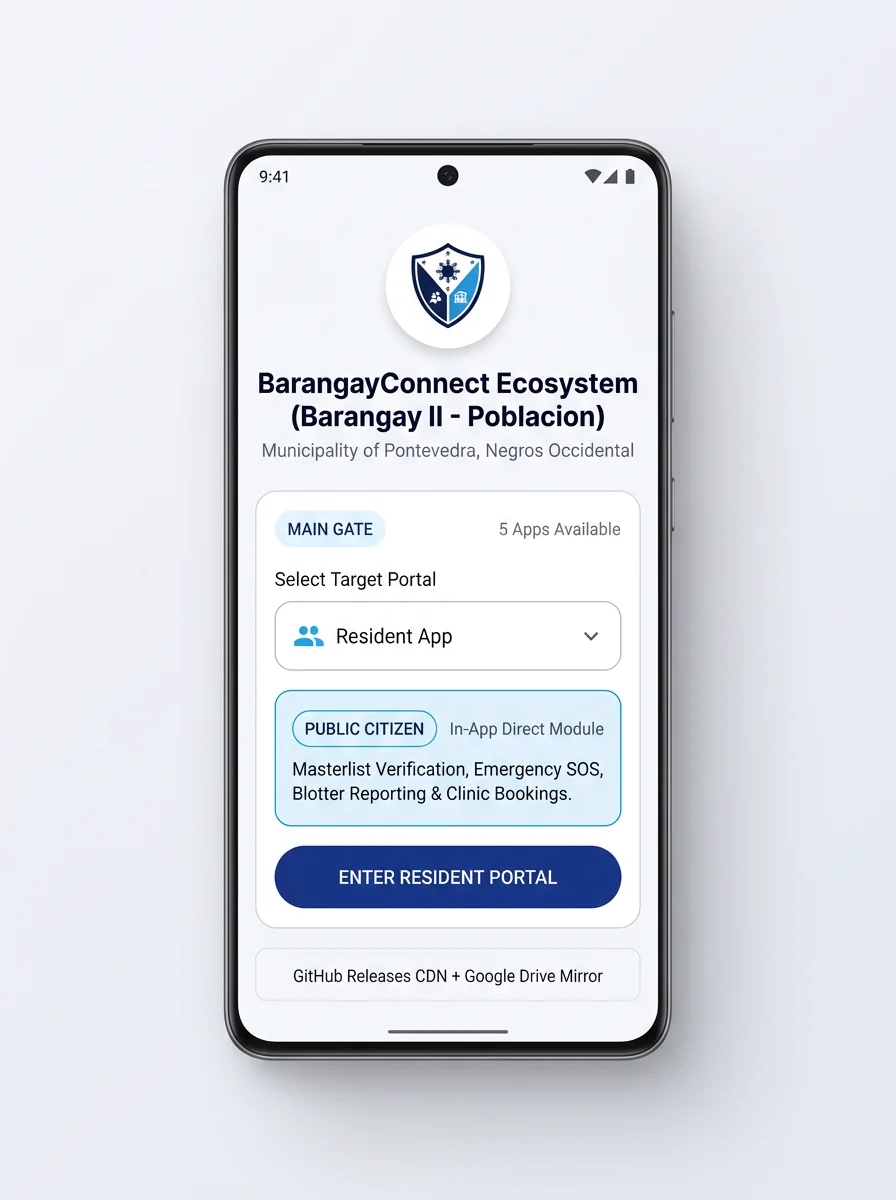 9:41
BarangayConnect Ecosystem
(Barangay II - Poblacion)
Municipality of Pontevedra, Negros Occidental
MAIN GATE
5 Apps Available
Select Target Portal
Resident App
PUBLIC CITIZEN
In-App Direct Module
Masterlist Verification, Emergency SOS,
Blotter Reporting & Clinic Bookings.
ENTER RESIDENT PORTAL
GitHub Releases CDN + Google Drive Mirror